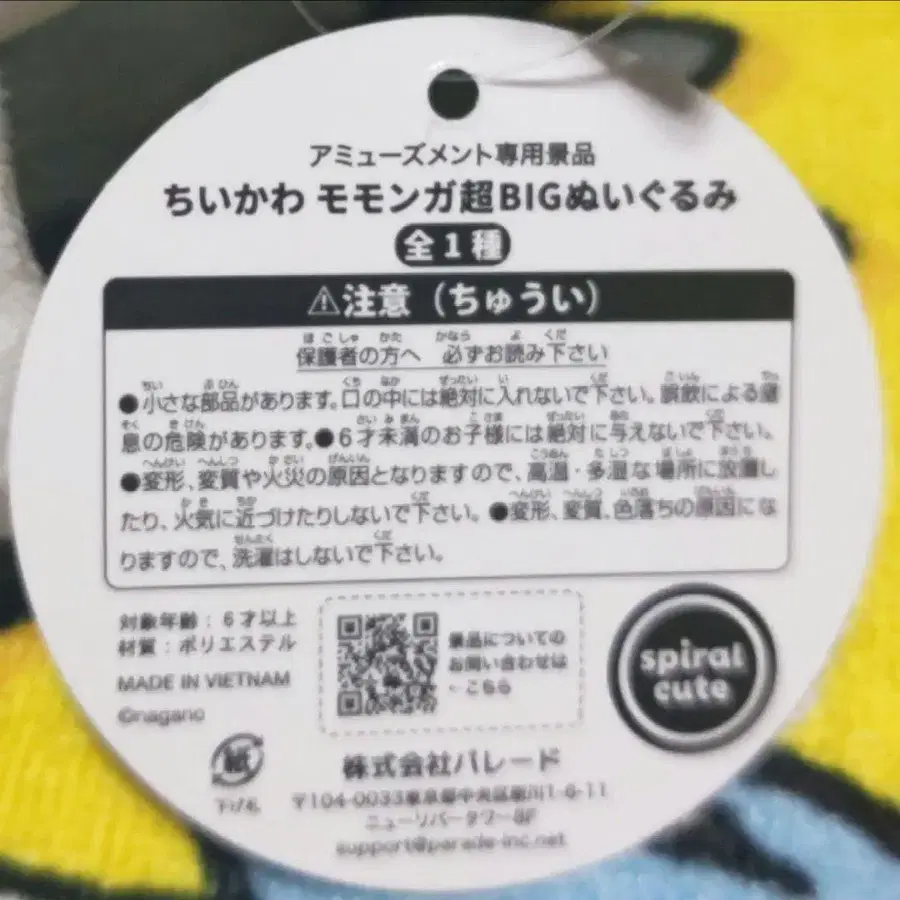 アミューズメント専用景品
ちいかわ モモンガ超BIGぬいぐるみ
全1種
⚠注意（ちゅうい）
保護者の方へ 必ずお読み下さい
●小さな部品があります。口の中には絶対に入れないで下さい。誤飲による窒
息の危険があります。●6才未満のお子様には絶対に与えないで下さい。
●変形、変質や火災の原因となりますので、高温・多湿な場所に放置し
たり、火気に近づけたりしないで下さい。●変形、変質、色落ちの原因にな
りますので、洗濯はしないで下さい。
対象年齢：6才以上
材質：ポリエステル
MADE IN VIETNAM
©nagano
景品についての
お問い合わせは
こちら
spiral
cute
紙
下げ札
株式会社パレード
〒104-0033東京都中央区新川1-6-11
ニューリバータワー8F
support@parade-inc.net